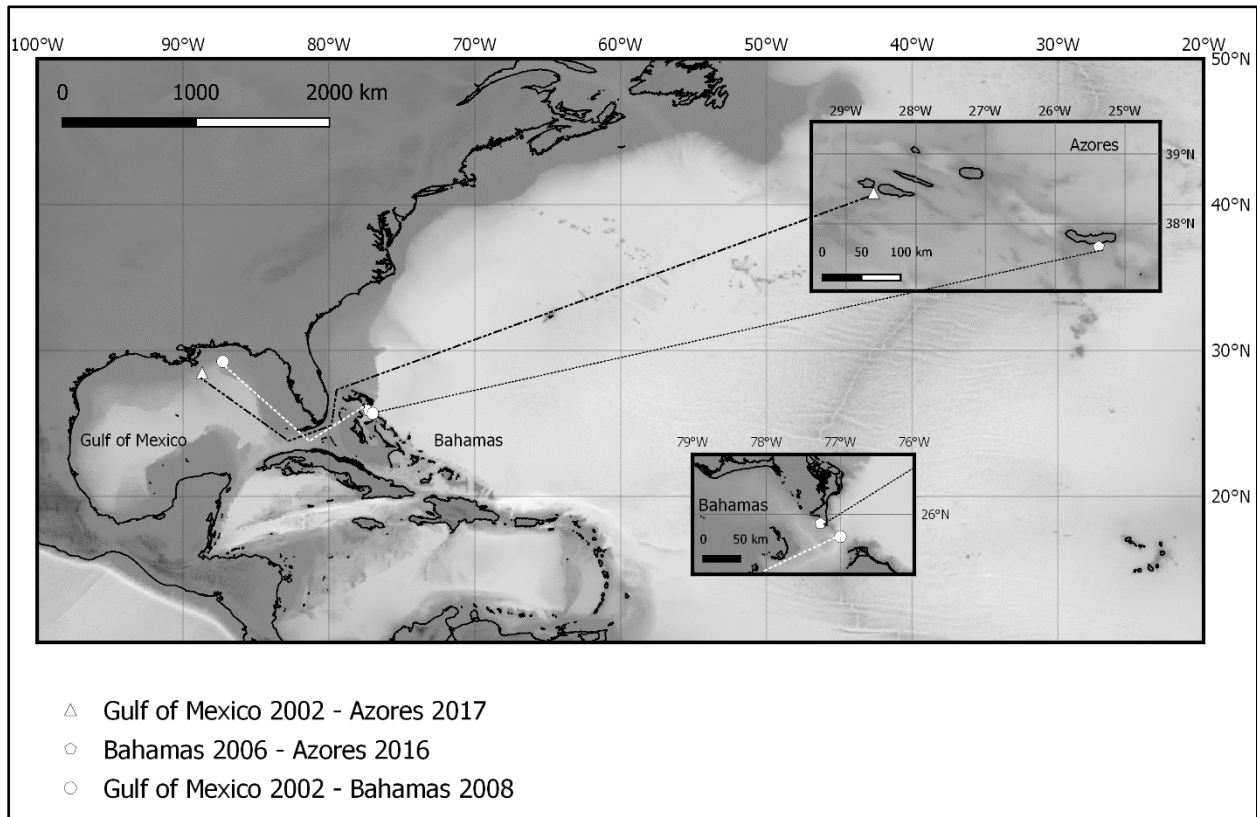 100°W 90°W 80°W 70°W 60°W 50°W 40°W 30°W 20°W
50°N
0 1000 2000 km
29°W 28°W 27°W 26°W 25°W
Azores
39°N
38°N
0 50 100 km
40°N
30°N
Gulf of Mexico
Bahamas
79°W 78°W 77°W 76°W
20°N
Bahamas
26°N
0 50 km
Gulf of Mexico 2002 - Azores 2017
Bahamas 2006 - Azores 2016
Gulf of Mexico 2002 - Bahamas 2008